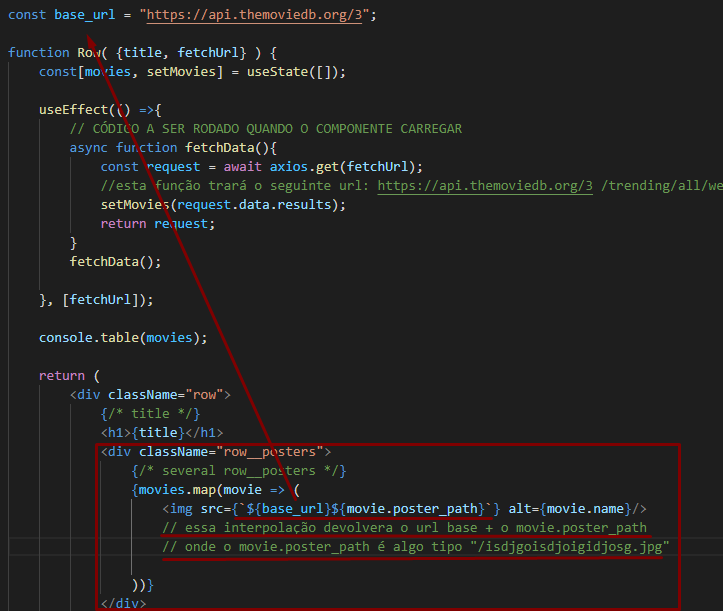 const base_url = "https://api.themoviedb.org/3";
function Row( {title, fetchUrl} ) {
const[movies, setMovies] = useState([]);
useEffect(() =>{
// CÓDICO A SER RODADO QUANDO O COMPONENTE CARREGAR
async function fetchData(){
const request = await axios.get(fetchUrl);
//esta função trará o seguinte url: https://api.themoviedb.org/3 /trending/all/we
setMovies(request.data.results);
return request;
}
fetchData();
}, [fetchUrl]);
console.table(movies);
return (
<div className="row">
{/* title */}
<h1>{title}</h1>
<div className="row__posters">
{/* several row__posters */}
{movies.map(movie => (
<img src={`${base_url}${movie.poster_path}`} alt={movie.name}/>
// essa interpolação devolvera o url base + o movie.poster_path
// onde o movie.poster_path é algo tipo "/isdjgoisdjoigidjosg.jpg"
))}
</div>